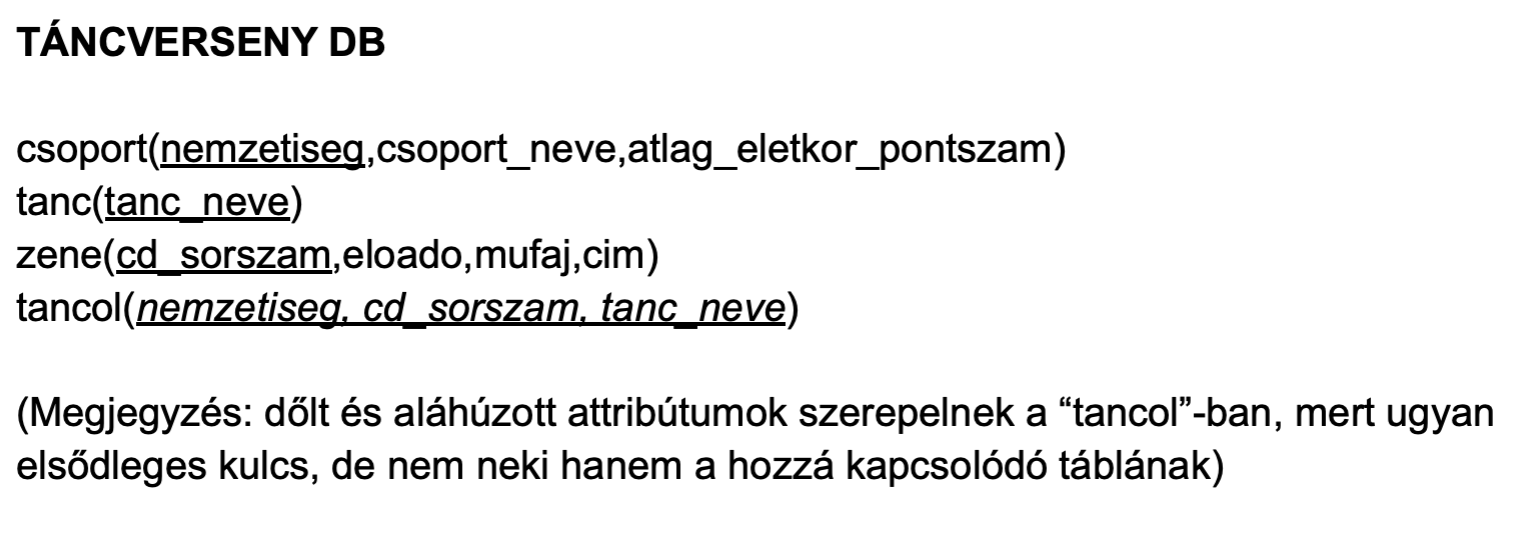 TÁNCVERSENY DB
csoport(nemzetiseg,csoport_neve,atlag_eletkor_pontszam)
tanc(tanc_neve)
zene(cd_sorszam,eloado,mufaj,cim)
tancol(nemzetiseg, cd_sorszam, tanc_neve)
(Megjegyzés: dőlt és aláhúzott attribútumok szerepelnek a “tancol”-ban, mert ugyan
elsődleges kulcs, de nem neki hanem a hozzá kapcsolódó táblának)